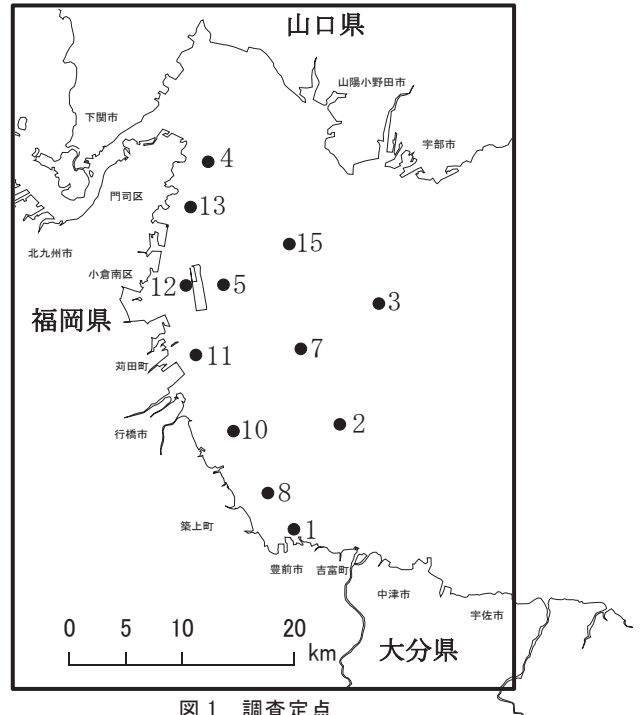 山口県
山陽小野田市
下関市
宇部市
4
門司区
13
15
北九州市
小倉南区
12
5
3
福岡県
7
11
苅田町
2
10
行橋市
8
築上町
1
豊前市
吉富町
中津市
宇佐市
0 5 10 20
km
大分県
図1 調査定点